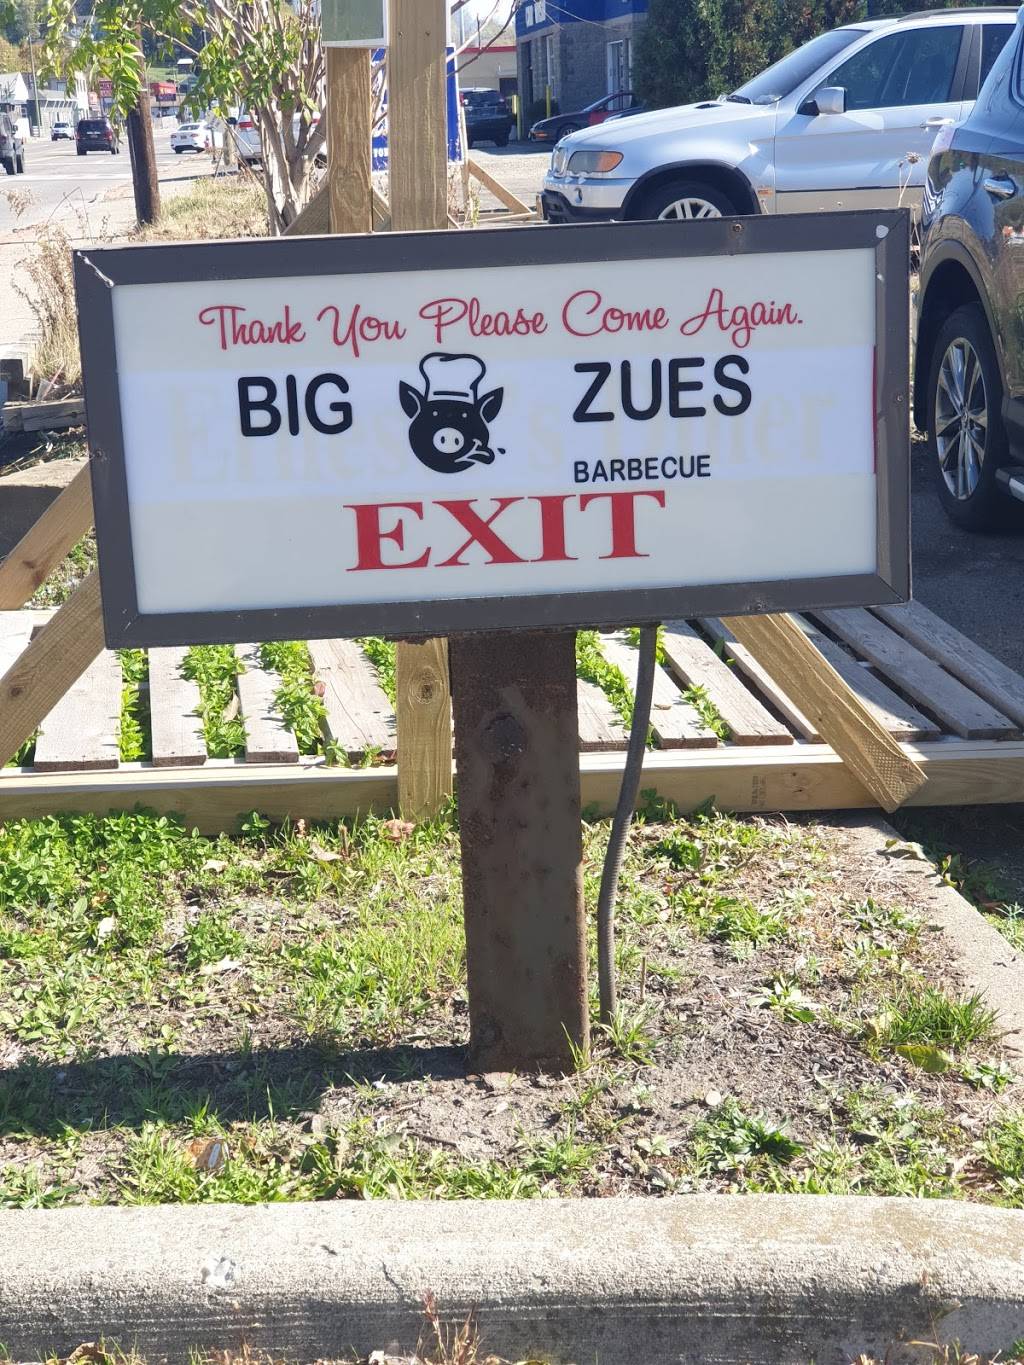 Thank You Please Come Again.
BIG ZUES
BARBECUE
EXIT